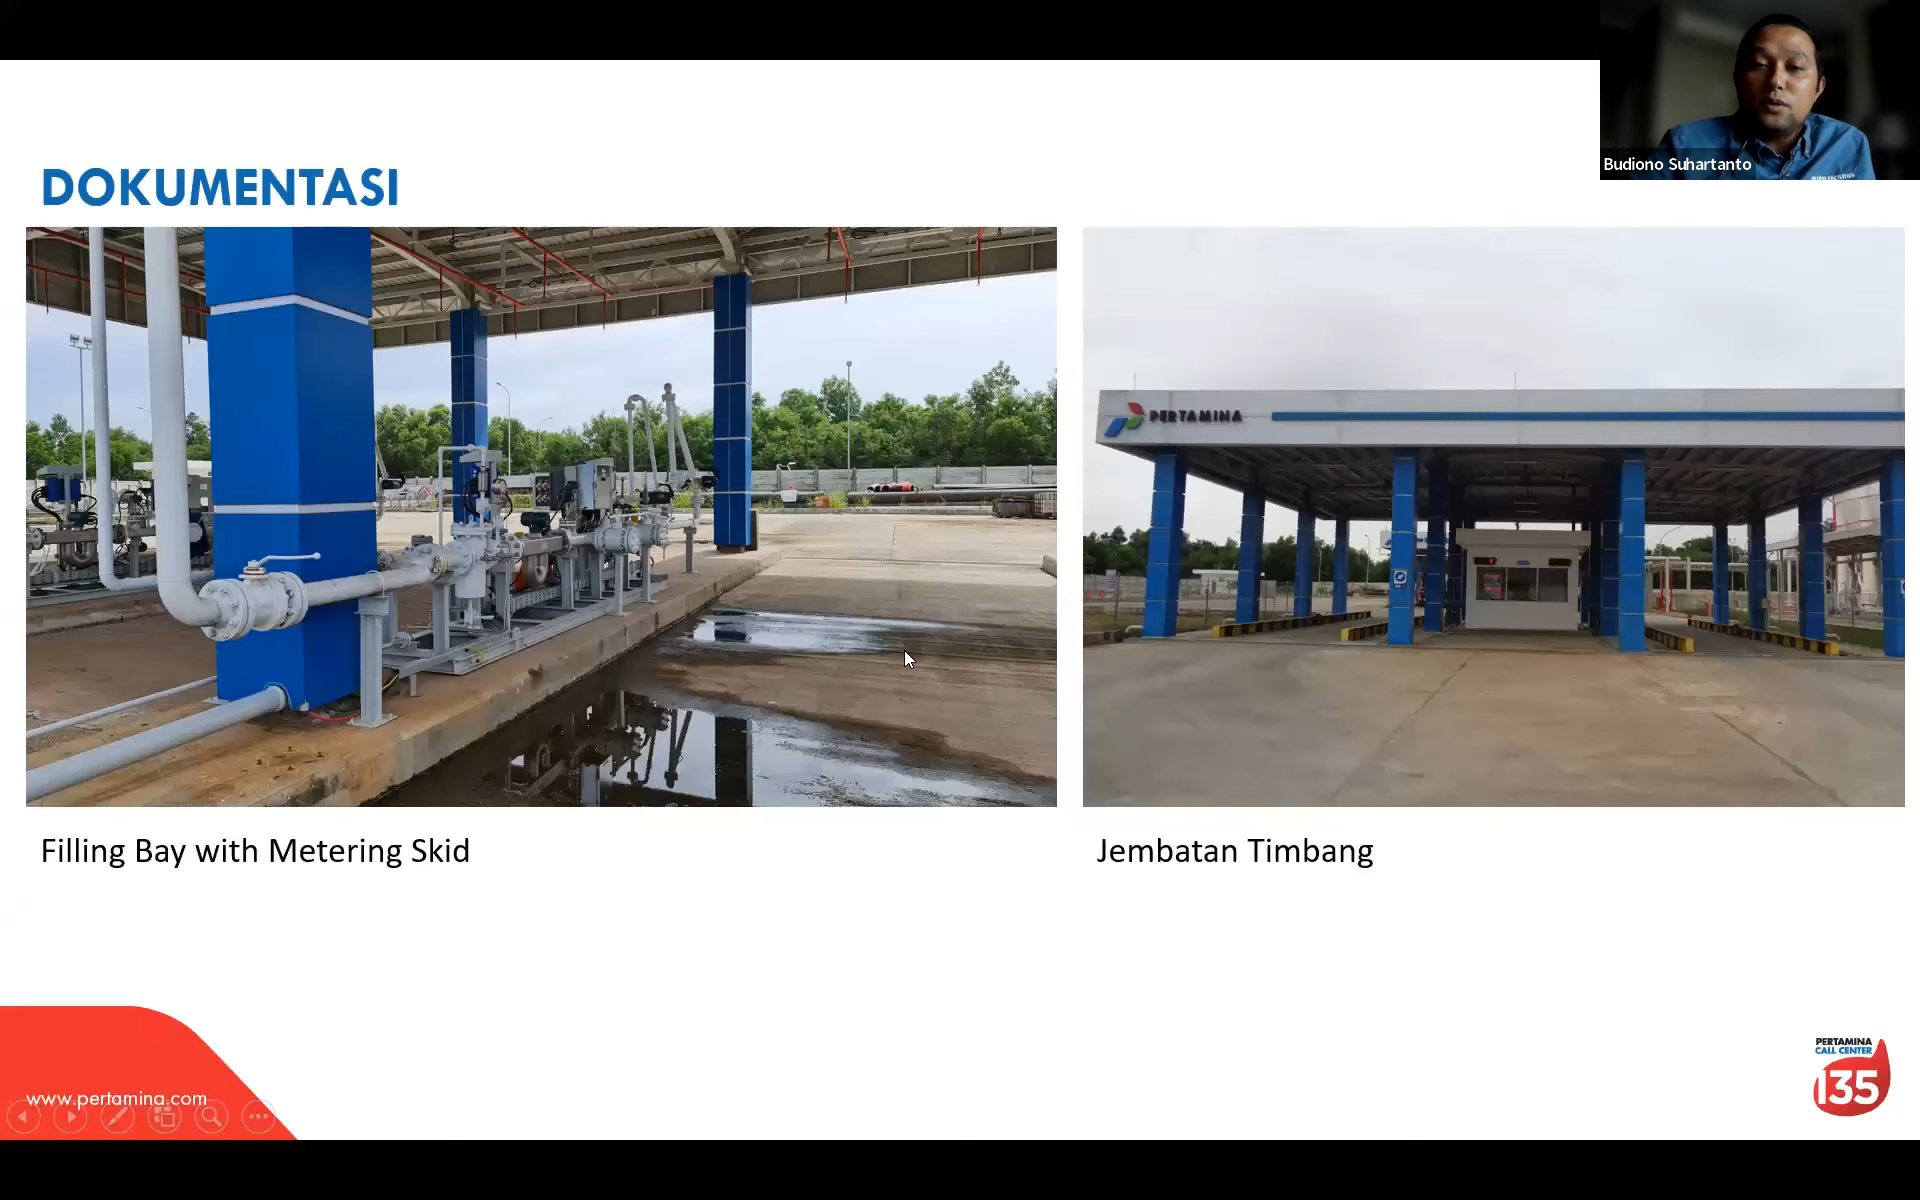 Budiono Suhartanto
DOKUMENTASI
PERTAMINA
Filling Bay with Metering Skid
Jembatan Timbang
www.pertamina.com
PERTAMINA
CALL CENTER
135